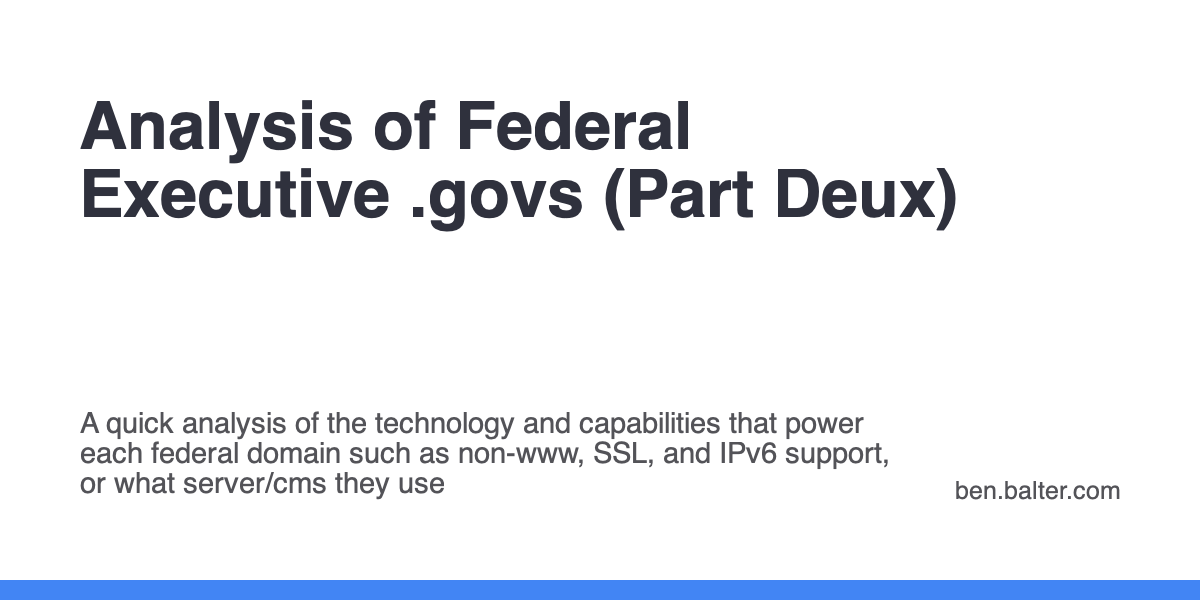 Analysis of Federal
Executive .govs (Part Deux)
A quick analysis of the technology and capabilities that power
each federal domain such as non-www, SSL, and IPv6 support,
or what server/cms they use
ben.balter.com